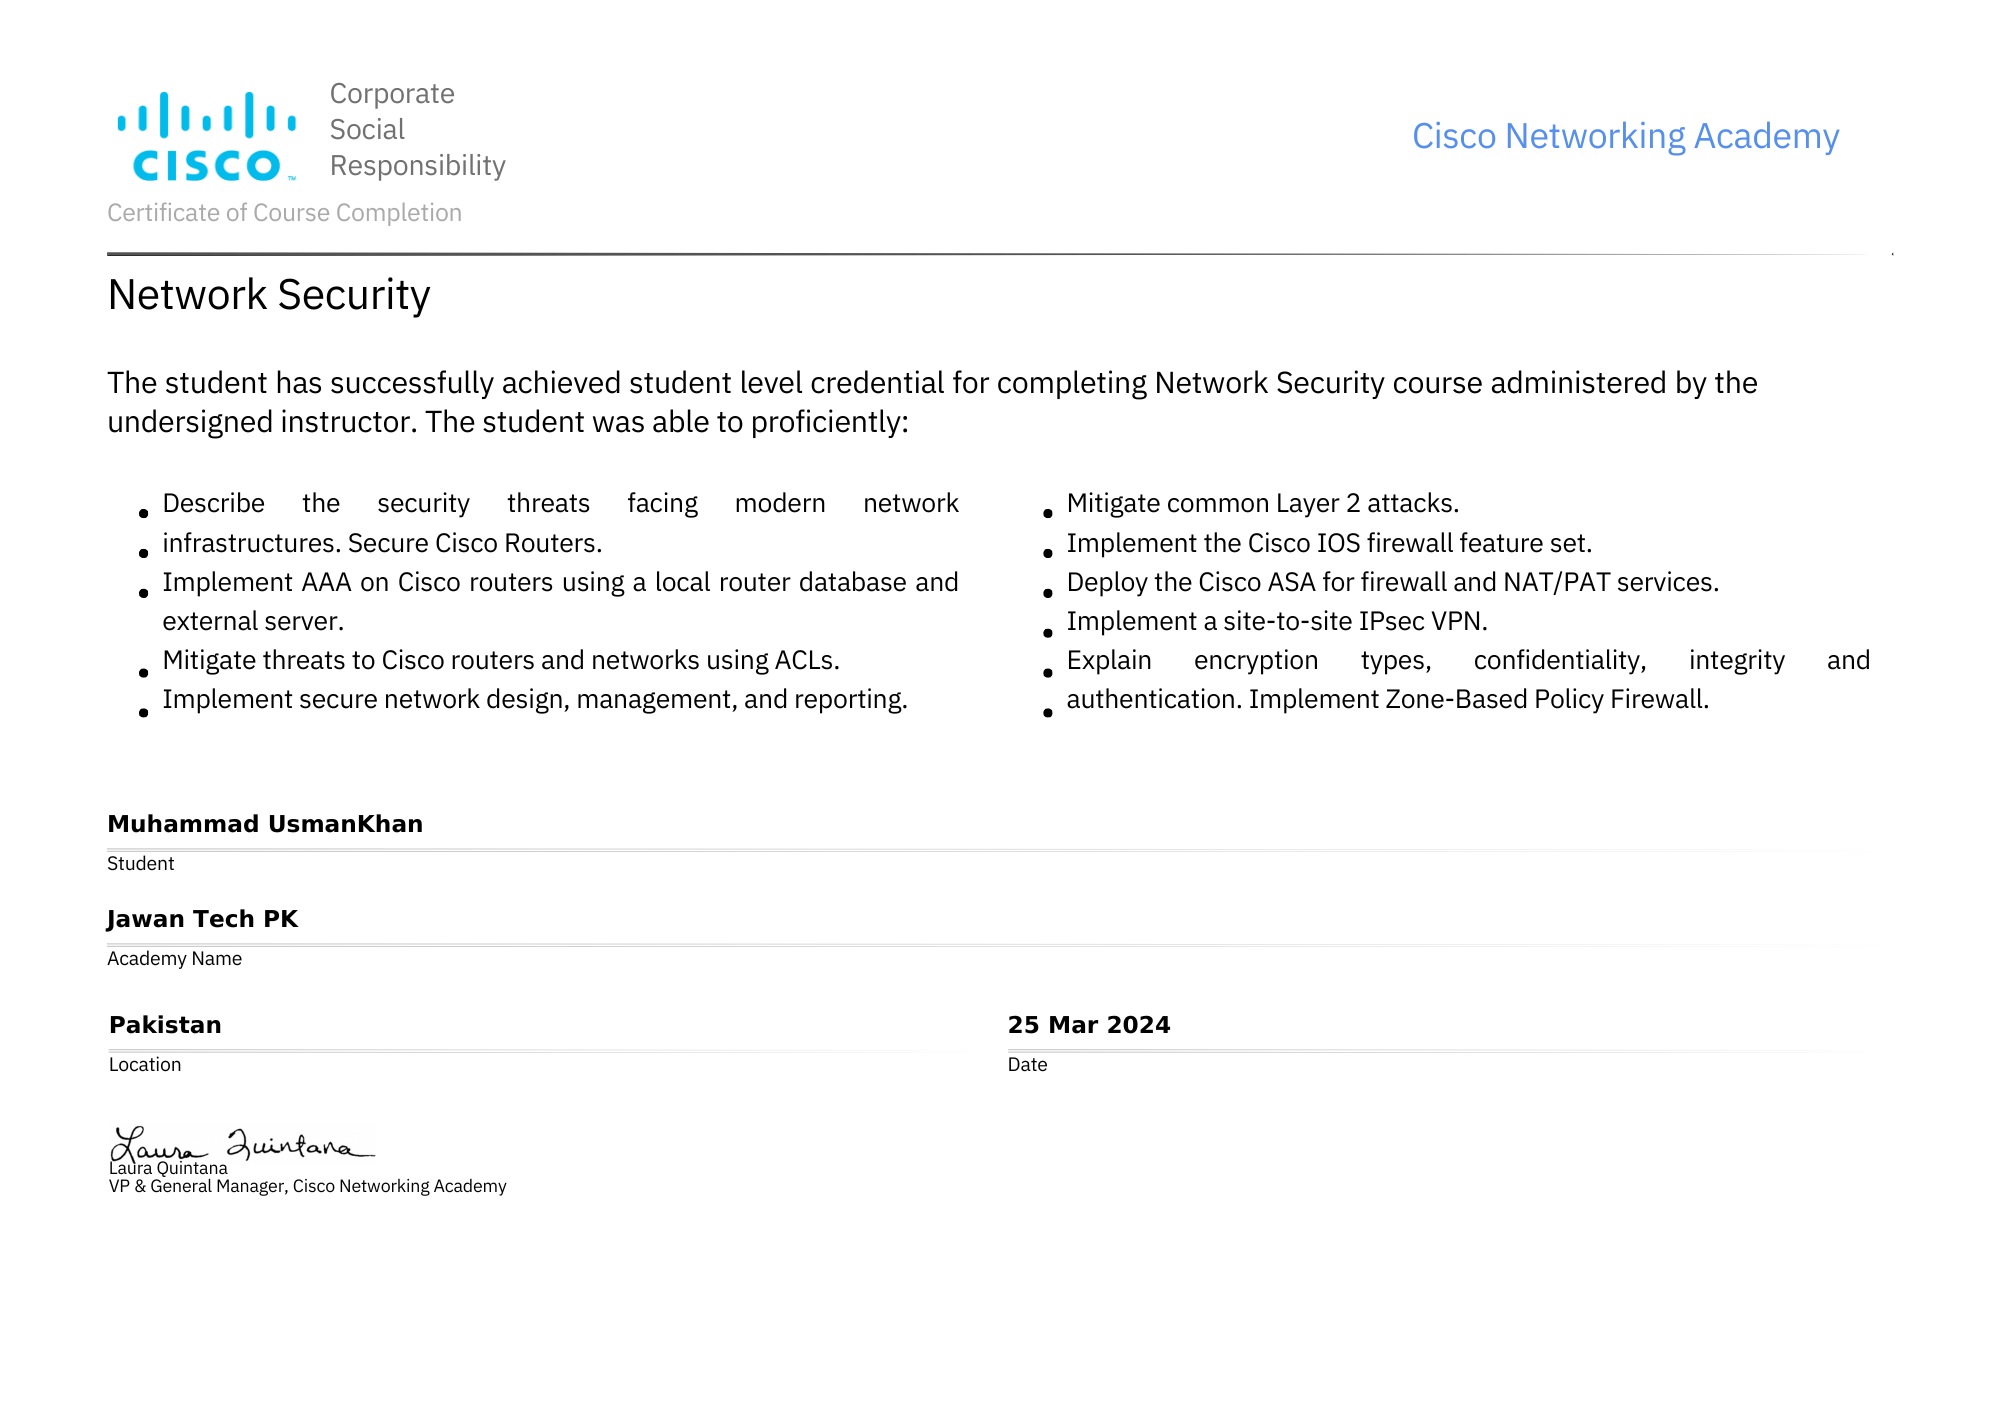 Corporate
Social
Responsibility
CISCO™
Cisco Networking Academy
Certificate of Course Completion
Network Security
The student has successfully achieved student level credential for completing Network Security course administered by the
undersigned instructor. The student was able to proficiently:
• Describe the security threats facing modern network
• infrastructures. Secure Cisco Routers.
• Implement AAA on Cisco routers using a local router database and
external server.
• Mitigate threats to Cisco routers and networks using ACLs.
• Implement secure network design, management, and reporting.
• Mitigate common Layer 2 attacks.
• Implement the Cisco IOS firewall feature set.
• Deploy the Cisco ASA for firewall and NAT/PAT services.
• Implement a site-to-site IPsec VPN.
• Explain encryption types, confidentiality, integrity and
• authentication. Implement Zone-Based Policy Firewall.
Muhammad UsmanKhan
Student
Jawan Tech PK
Academy Name
Pakistan
Location
25 Mar 2024
Date
Laura Quintana
Laura Quintana
VP & General Manager, Cisco Networking Academy